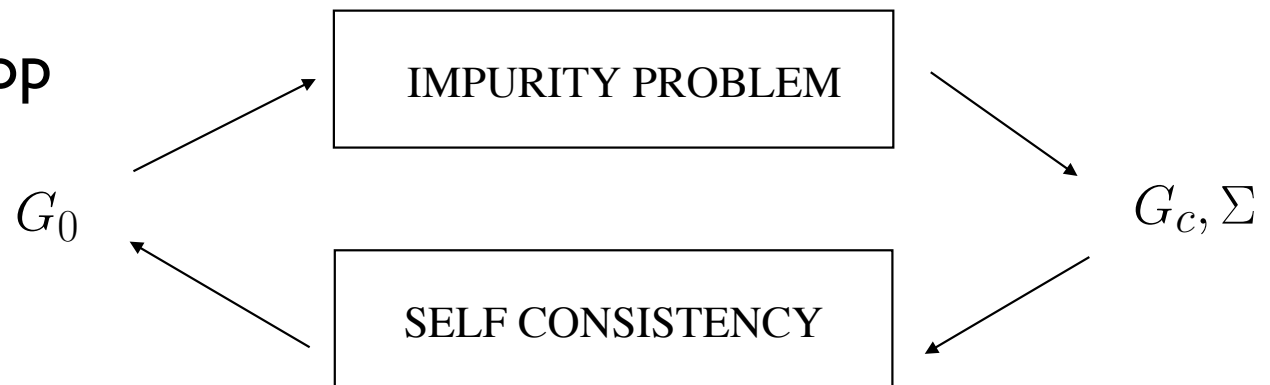 IMPURITY PROBLEM
G_0
G_c, Σ
SELF CONSISTENCY